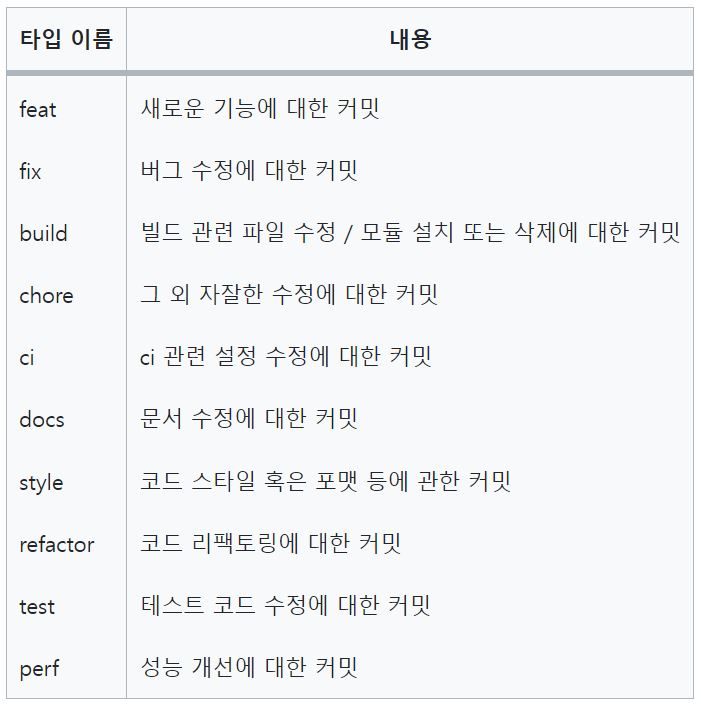 타입 이름 내용
feat 새로운 기능에 대한 커밋
fix 버그 수정에 대한 커밋
build 빌드 관련 파일 수정 / 모듈 설치 또는 삭제에 대한 커밋
chore 그 외 자잘한 수정에 대한 커밋
ci ci 관련 설정 수정에 대한 커밋
docs 문서 수정에 대한 커밋
style 코드 스타일 혹은 포맷 등에 관한 커밋
refactor 코드 리팩토링에 대한 커밋
test 테스트 코드 수정에 대한 커밋
perf 성능 개선에 대한 커밋